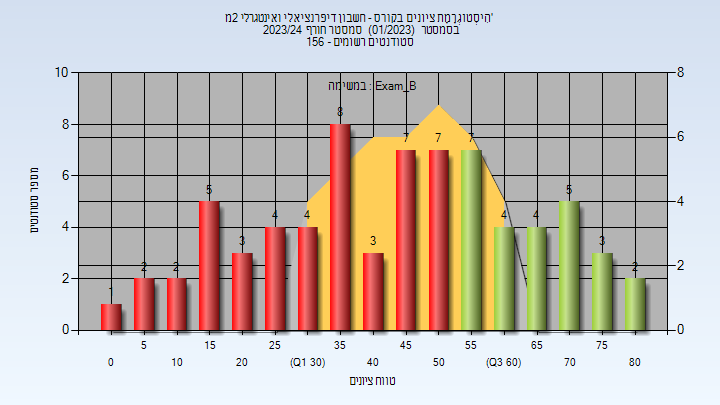 היסטוגרמת ציונים בקורס - חשבון דיפרנציאלי ואינטגרלי 2מ'
בסמסטר (01/2023) סמסטר חורף 2023/24
סטודנטים רשומים - 156
במשימה : Exam_B
10 8 6 4 2 0
מספר סטודנטים
8 6 4 2 0
1 2 2 5 3 4 4 8 3 7 7 7 4 4 5 3 2
5 15 25 35 45 55 65 75
0 10 20 (Q1 30) 40 50 (Q3 60) 70 80
טווח ציונים